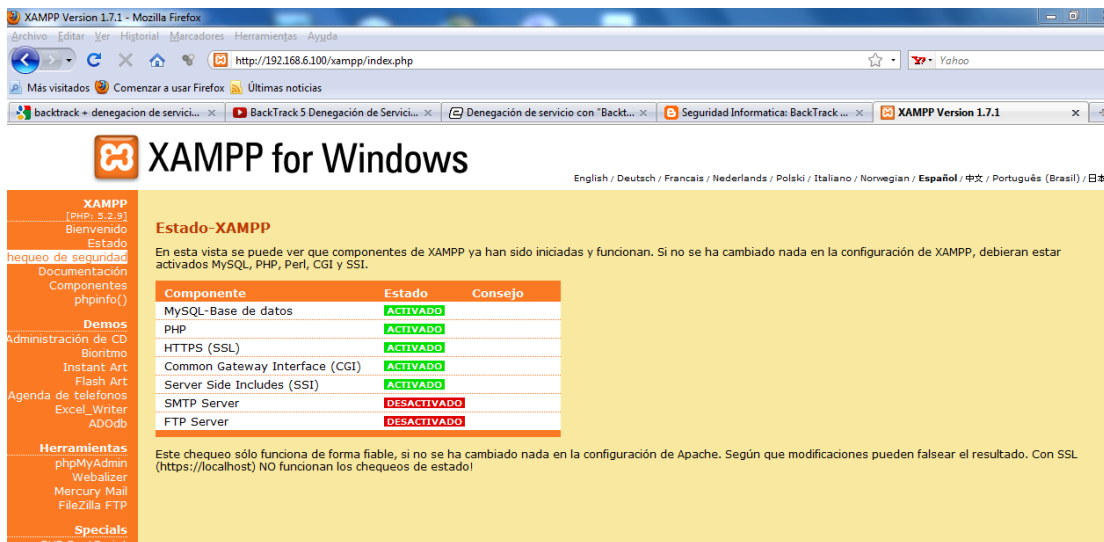 XAMPP Version 1.7.1 - Mozilla Firefox
Archivo Editar Ver Historial Marcadores Herramientas Ayuda
http://192.168.6.100/xampp/index.php Yahoo
Más visitados Comenzar a usar Firefox Últimas noticias
backtrack + denegacion de servici... BackTrack 5 Denegación de Servici... Denegación de servicio con "Backt... Seguridad Informatica: BackTrack ... XAMPP Version 1.7.1
XAMPP for Windows
English / Deutsch / Francais / Nederlands / Polski / Italiano / Norwegian / Español / 中文 / Português (Brasil) / 日本
XAMPP
[PHP: 5.2.9]
Bienvenido
Estado
hequeo de seguridad
Documentación
Componentes
phpinfo()
Demos
Administración de CD
Bioritmo
Instant Art
Flash Art
Agenda de telefonos
Excel_Writer
ADOdb
Herramientas
phpMyAdmin
Webalizer
Mercury Mail
FileZilla FTP
Specials
Estado-XAMPP
En esta vista se puede ver que componentes de XAMPP ya han sido iniciadas y funcionan. Si no se ha cambiado nada en la configuración de XAMPP, debieran estar
activados MySQL, PHP, Perl, CGI y SSI.
Componente Estado Consejo
MySQL-Base de datos ACTIVADO
PHP ACTIVADO
HTTPS (SSL) ACTIVADO
Common Gateway Interface (CGI) ACTIVADO
Server Side Includes (SSI) ACTIVADO
SMTP Server DESACTIVADO
FTP Server DESACTIVADO
Este chequeo sólo funciona de forma fiable, si no se ha cambiado nada en la configuración de Apache. Según que modificaciones pueden falsear el resultado. Con SSL
(https://localhost) NO funcionan los chequeos de estado!